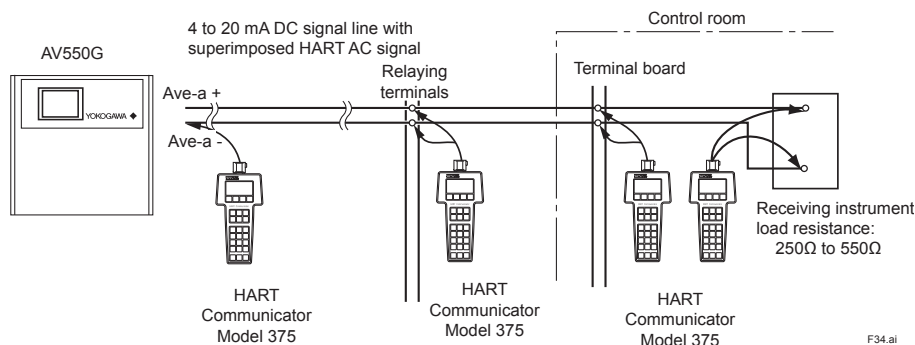 Control room
4 to 20 mA DC signal line with
superimposed HART AC signal
AV550G
Relaying
terminals
Terminal board
Ave-a +
YOKOGAWA
Ave-a -
Receiving instrument
load resistance:
250Ω to 550Ω
HART
Communicator
Model 375
HART
Communicator
Model 375
HART
Communicator
Model 375
F34.ai